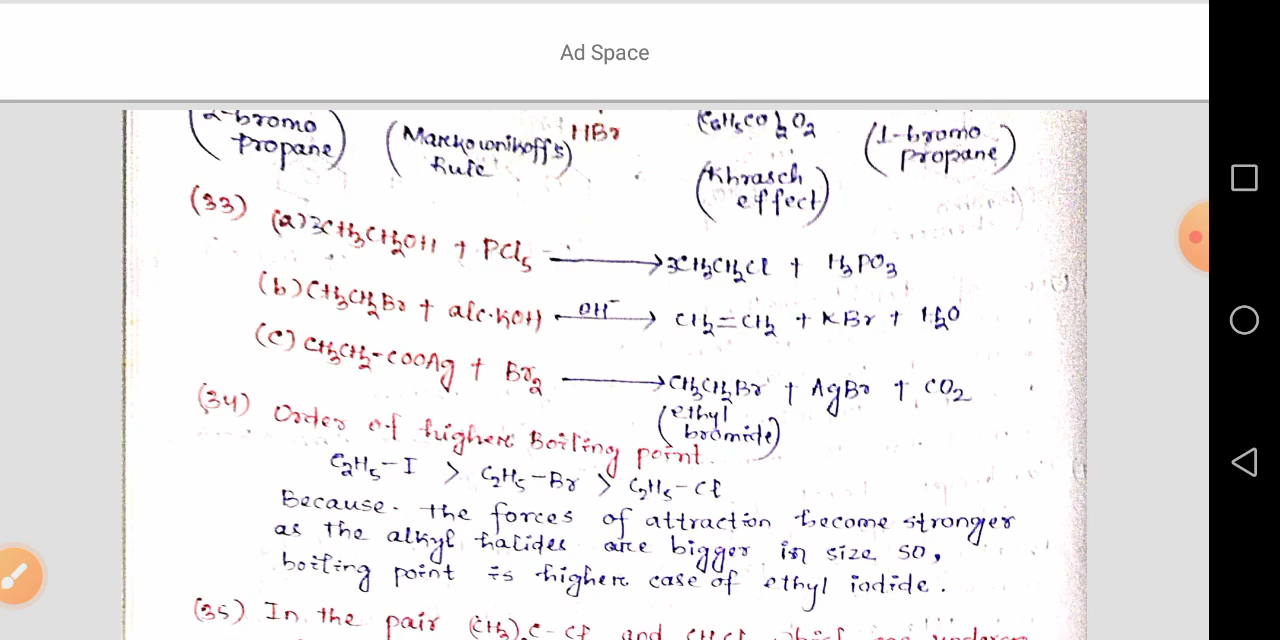 Ad Space
(2-bromo propane) (Markownikoff's Rule) HBr (C6H5CO)2O2 (Khrasch effect) (1-bromo propane)
(33) (a) 3CH3CH2OH + PCl5 → 3CH3CH2Cl + H3PO3
(b) CH3CH2Br + alc.KOH OH⁻→ CH2=CH2 + KBr + H2O
(C) CH3CH2-COOAg + Br2 → CH3CH2Br + AgBr + CO2
(ethyl bromide)
(34) Order of higher Boiling point.
C2H5-I > C2H5-Br > C2H5-Cl
Because. the forces of attraction become stronger
as the alkyl halides are bigger in size so,
boiling point is higher case of ethyl iodide.
(35) In the pair (CH3)3C-Cl and CH3Cl which